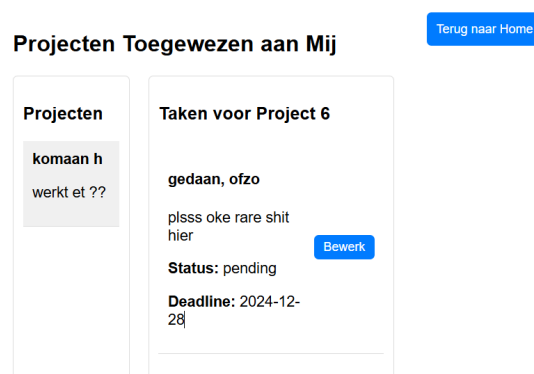 Terug naar Home
Projecten Toegewezen aan Mij
Projecten
komaan h
werkt et ??
Taken voor Project 6
gedaan, ofzo
plsss oke rare shit
hier
Bewerk
Status: pending
Deadline: 2024-12-
28